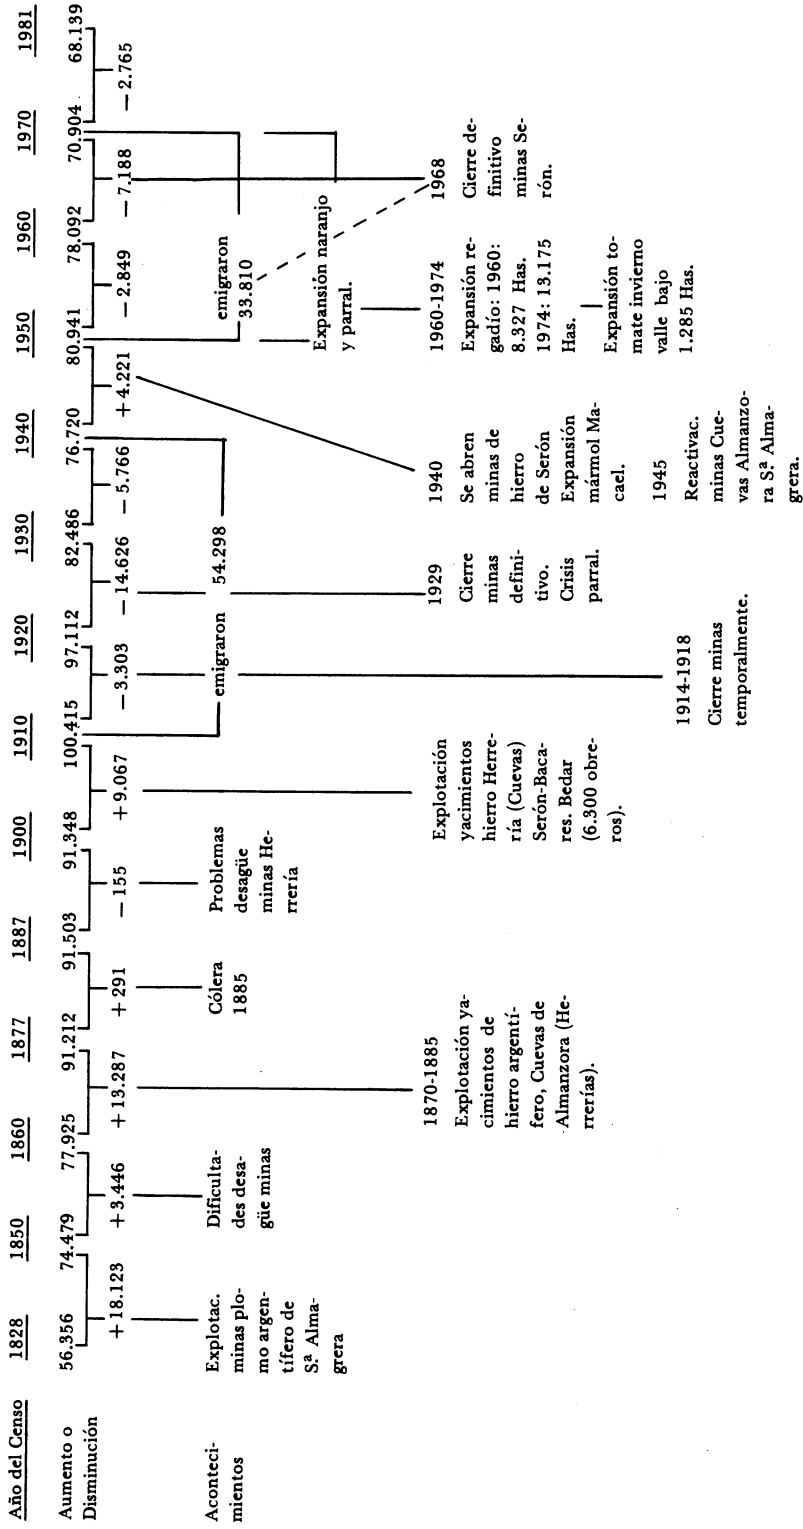 Año del Censo 1828 1850 1860 1877 1887 1900 1910 1920 1930 1940 1950 1960 1970 1981
Aumento o
Disminución
56.356 74.479 77.925 91.212 91.503 91.348 100.415 97.112 82.486 76.720 80.941 78.092 70.904 68.139
+ 18.123 + 3.446 + 13.287 + 291 — 155 + 9.067 — 3.303 — 14.626 — 5.766 + 4.221 — 2.849 — 7.188 — 2.765
Aconteci-
mientos
Explotac.
minas plo-
mo argen-
tífero de
S.ª Alma-
grera
Dificulta-
des desa-
güe minas
1870-1885
Explotación ya-
cimientos de
hierro argentí-
fero, Cuevas de
Almanzora (He-
rrerías).
Cólera
1885
Problemas
desagüe
minas He-
rrería
Explotación
yacimientos
hierro Herre-
ría (Cuevas)
Serón-Baca-
res. Bedar
(6.300 obre-
ros).
emigraron 54.298
1914-1918
Cierre minas
temporalmente.
1929
Cierre
minas
defini-
tivo.
Crisis
parral.
1940
Se abren
minas de
hierro
de Serón
Expansión
mármol Ma-
cael.
1945
Reactivac.
minas Cue-
vas Almanzo-
ra S.ª Alma-
grera.
emigraron
33.810
Expansión naranjo
y parral.
1960-1974
Expansión re-
gadío: 1960:
8.327 Has.
1974: 13.175
Has.
Expansión to-
mate invierno
valle bajo
1.285 Has.
1968
Cierre de-
finitivo
minas Se-
rón.